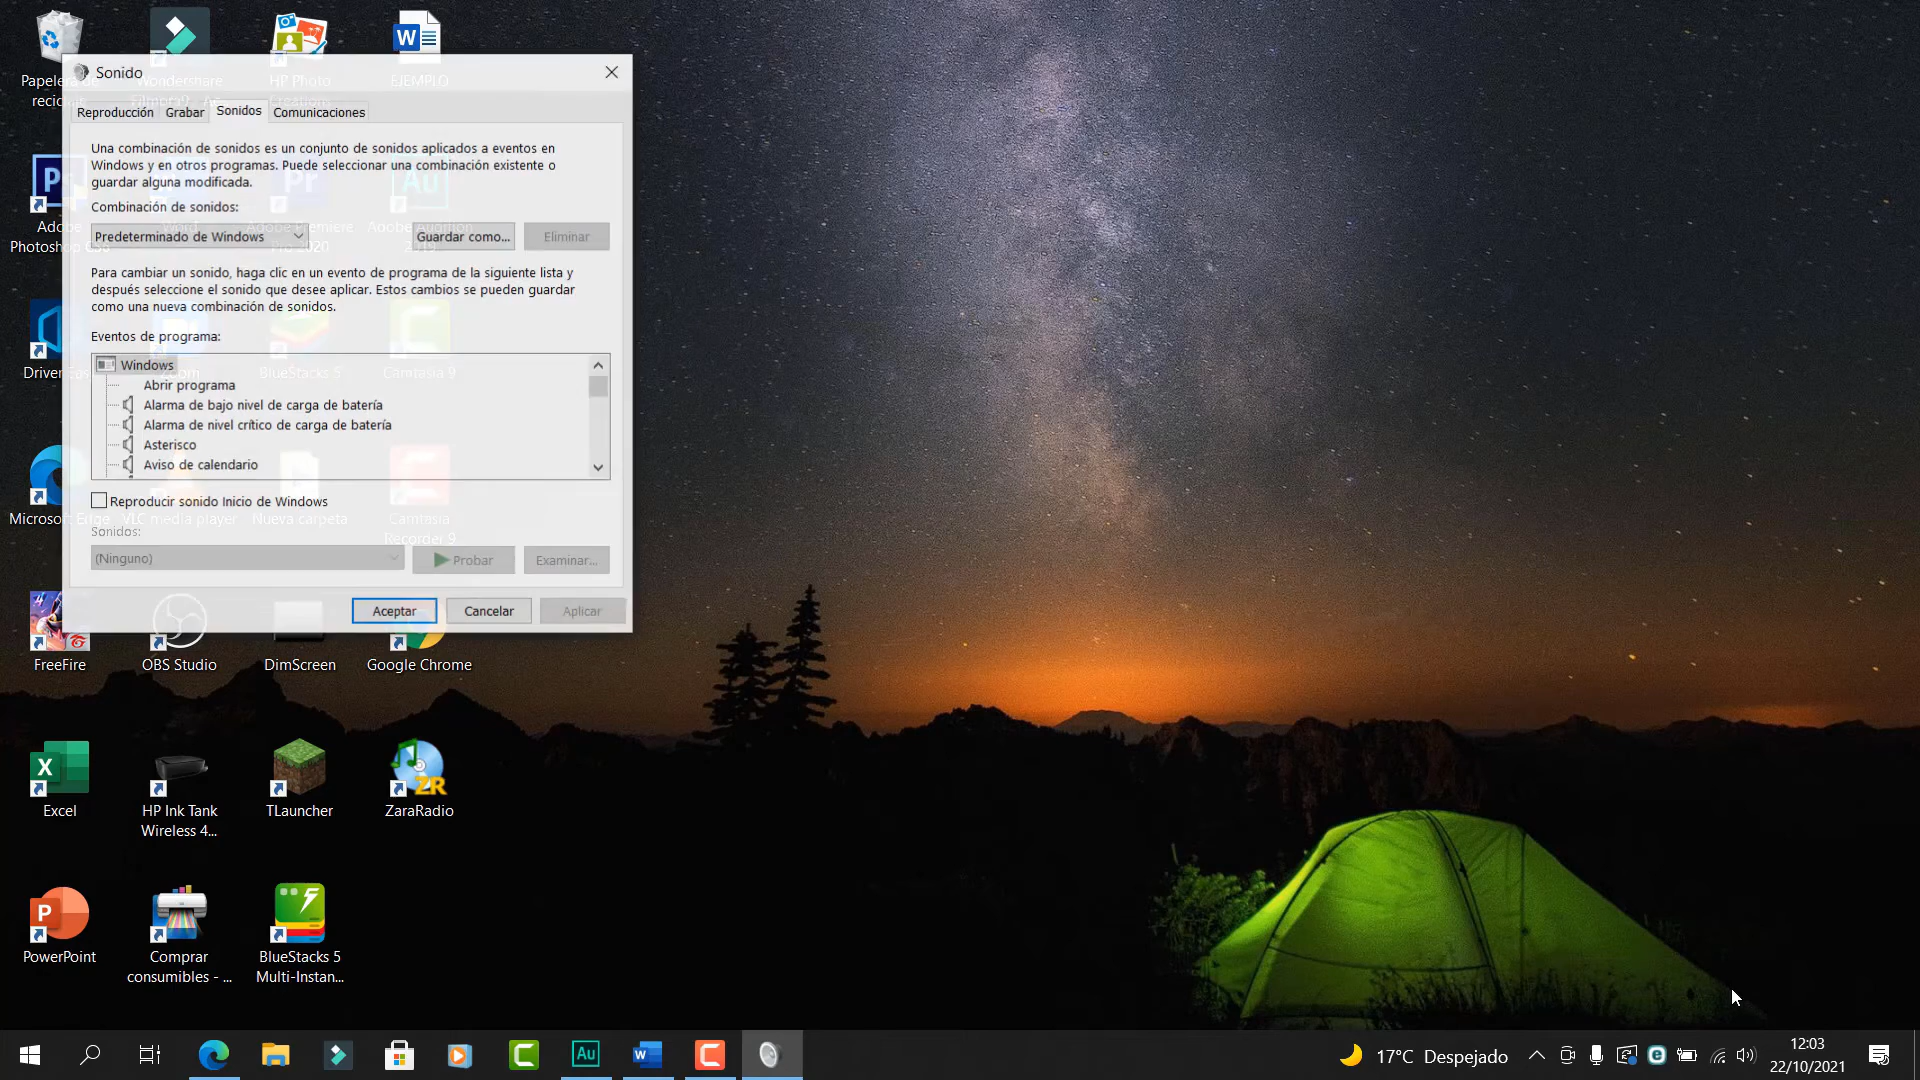 Papelera de
reciclaje
Wondershare
HP Photo
Creations
EJEMPLO
Sonido
Reproducción
Grabar
Sonidos
Comunicaciones
Una combinación de sonidos es un conjunto de sonidos aplicados a eventos en
Windows y en otros programas. Puede seleccionar una combinación existente o
guardar alguna modificada.
Combinación de sonidos:
Predeterminado de Windows
Guardar como...
Eliminar
Para cambiar un sonido, haga clic en un evento de programa de la siguiente lista y
después seleccione el sonido que desee aplicar. Estos cambios se pueden guardar
como una nueva combinación de sonidos.
Eventos de programa:
Windows
Abrir programa
Alarma de bajo nivel de carga de batería
Alarma de nivel crítico de carga de batería
Asterisco
Aviso de calendario
Reproducir sonido Inicio de Windows
Sonidos:
(Ninguno)
Probar
Examinar...
Aceptar
Cancelar
Aplicar
Adobe
Photoshop CS6
Word
Adobe Premiere
Pro 2020
Adobe Audition
Zoom
BlueStacks 5
Camtasia 9
Microsoft Edge
VLC media player
Nueva carpeta
Camtasia
Recorder 9
FreeFire
OBS Studio
DimScreen
Google Chrome
Excel
HP Ink Tank
Wireless 4...
TLauncher
ZaraRadio
PowerPoint
Comprar
consumibles - ...
BlueStacks 5
Multi-Instan...
17°C Despejado
12:03
22/10/2021